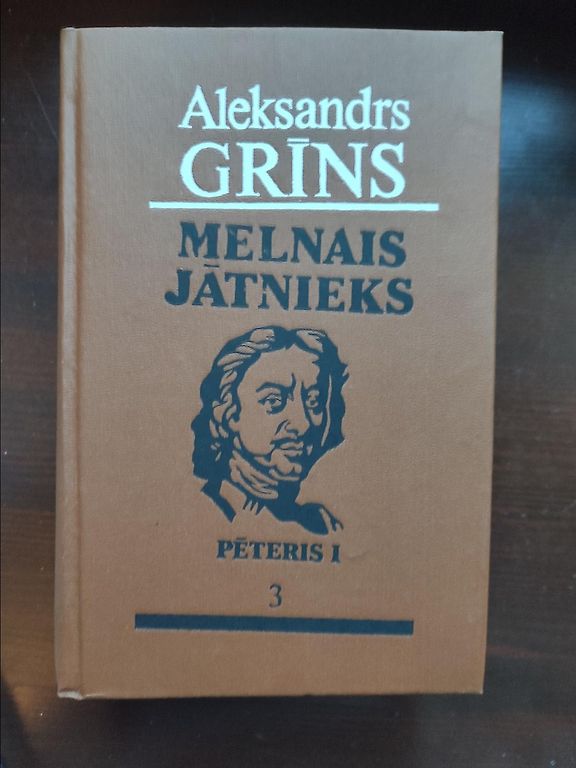 Aleksandrs
GRĪNS
MELNAIS
JĀTNIEKS
PĒTERIS I
3